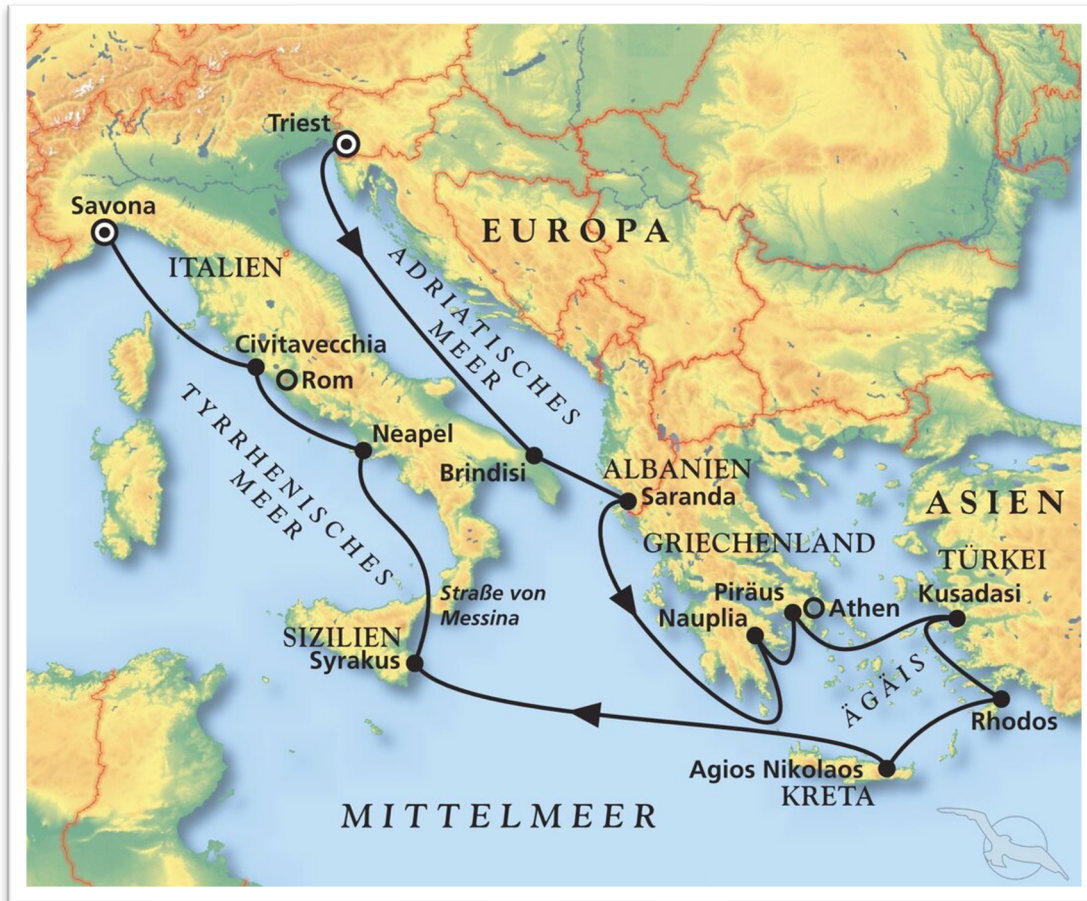 Triest
Savona
EUROPA
ITALIEN
ADRIATISCHES
MEER
Civitavecchia
Rom
TYRRHENISCHES
MEER
Neapel
Brindisi
ALBANIEN
Saranda
ASIEN
GRIECHENLAND
TÜRKEI
Piräus
Athen
Kusadasi
Nauplia
Straße von
Messina
SIZILIEN
Syrakus
ÄGÄIS
Rhodos
Agios Nikolaos
KRETA
MITTELMEER